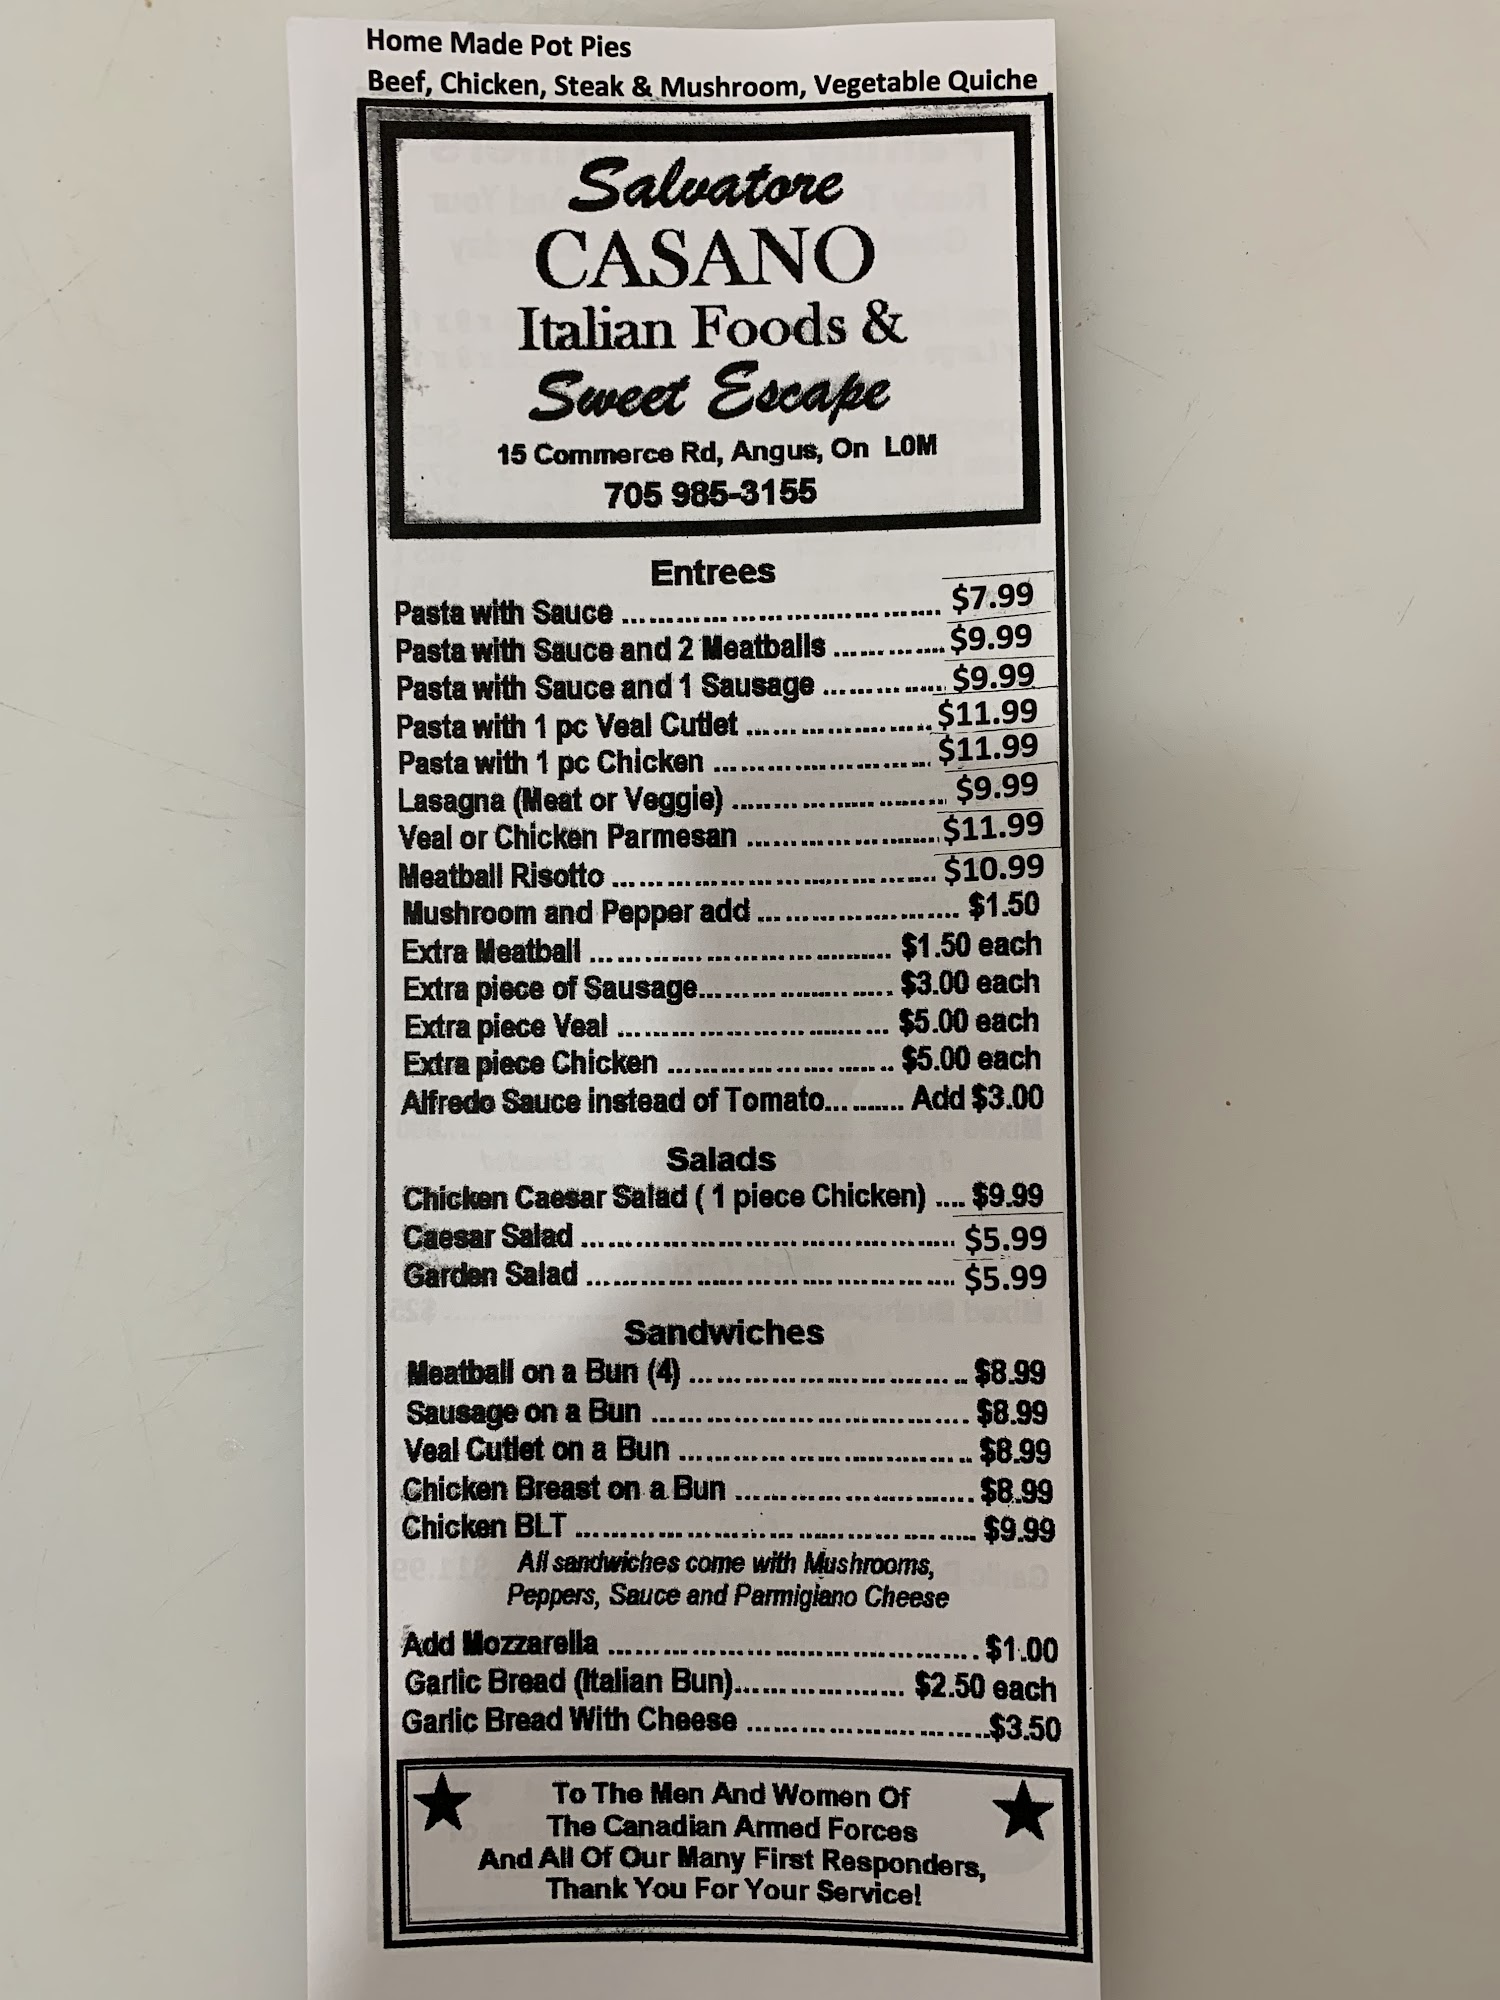 Home Made Pot Pies
Beef, Chicken, Steak & Mushroom, Vegetable Quiche
Salvatore
CASANO
Italian Foods &
Sweet Escape
15 Commerce Rd, Angus, On L0M
705 985-3155
Entrees
Pasta with Sauce ........................................ $7.99
Pasta with Sauce and 2 Meatballs ............. $9.99
Pasta with Sauce and 1 Sausage .............. $9.99
Pasta with 1 pc Veal Cutlet ....................... $11.99
Pasta with 1 pc Chicken ........................... $11.99
Lasagna (Meat or Veggie) ......................... $9.99
Veal or Chicken Parmesan ....................... $11.99
Meatball Risotto ....................................... $10.99
Mushroom and Pepper add ....................... $1.50
Extra Meatball .................................... $1.50 each
Extra piece of Sausage....................... $3.00 each
Extra piece Veal ................................. $5.00 each
Extra piece Chicken ........................... $5.00 each
Alfredo Sauce instead of Tomato.......... Add $3.00
Salads
Chicken Caesar Salad ( 1 piece Chicken) .... $9.99
Caesar Salad ............................................ $5.99
Garden Salad ........................................... $5.99
Sandwiches
Meatball on a Bun (4) ................................. $8.99
Sausage on a Bun ..................................... $8.99
Veal Cutlet on a Bun .................................. $8.99
Chicken Breast on a Bun ............................ $8.99
Chicken BLT .............................................. $9.99
All sandwiches come with Mushrooms,
Peppers, Sauce and Parmigiano Cheese
Add Mozzarella .......................................... $1.00
Garlic Bread (Italian Bun).................... $2.50 each
Garlic Bread With Cheese ............................$3.50
To The Men And Women Of
The Canadian Armed Forces
And All Of Our Many First Responders,
Thank You For Your Service!